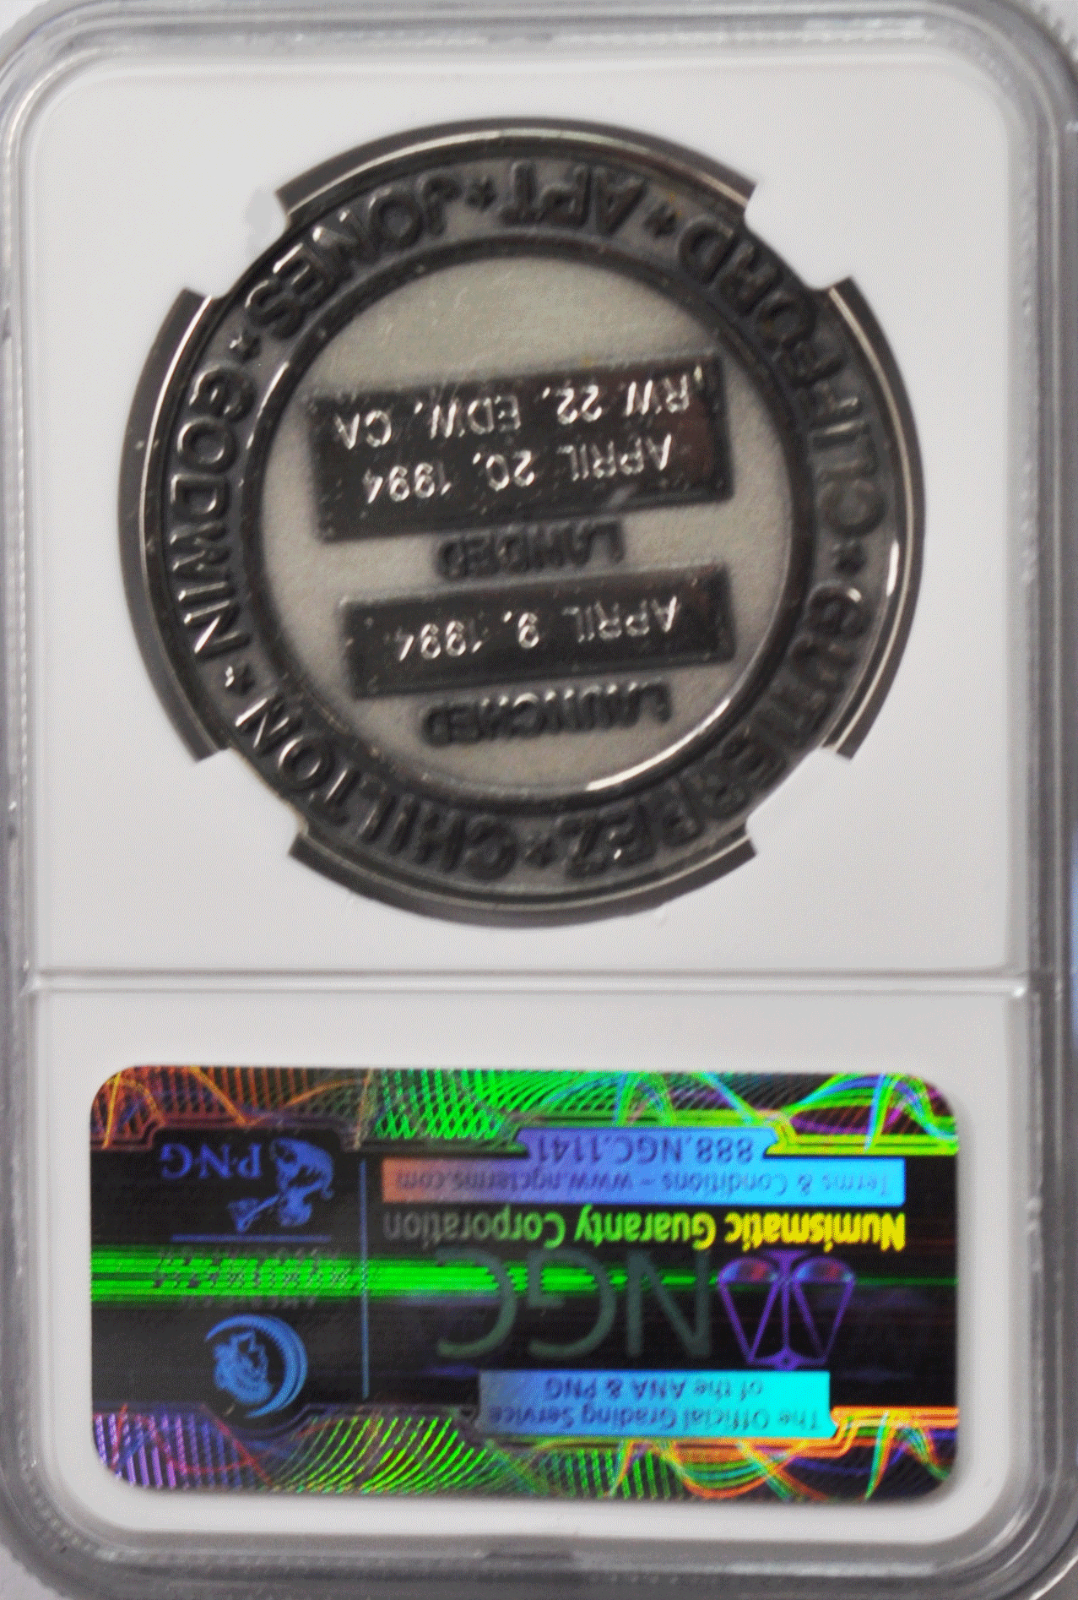 The Official Grading Service
of the ANA & PNG
NGC
Numismatic Guaranty Corporation
Terms & Conditions – www.ngcterms.com
888.NGC.1141
PNG
GUTIERREZ * CHILTON *
LAUNCHED
APRIL 9, 1994
LANDED
APRIL 20, 1994
RW 22, EDW, CA
CLIFFORD * APT * JONES * GODWIN *